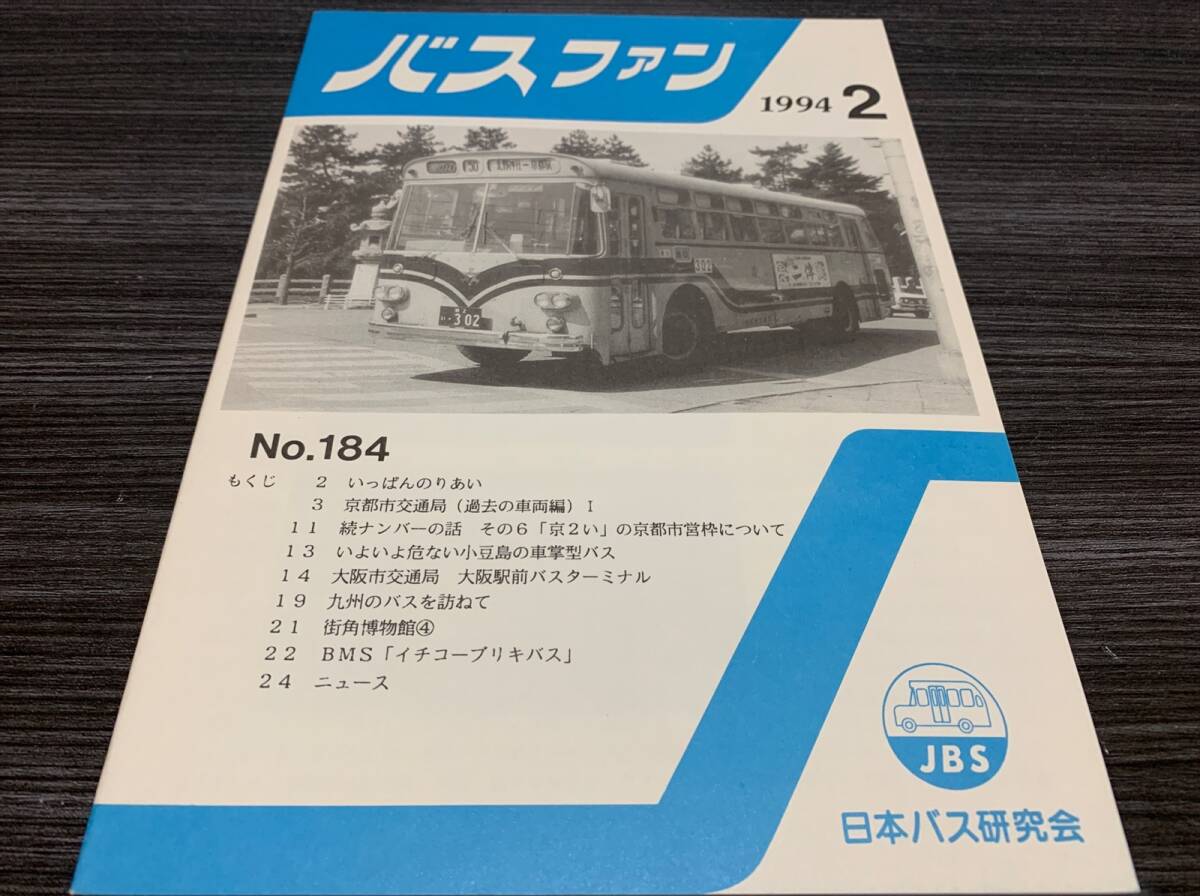 バスファン
1994 2
302
302
No.184
もくじ 2 いっぱんのりあい
3 京都市交通局(過去の車両編)I
11 続ナンバーの話 その6「京2い」の京都市営枠について
13 いよいよ危ない小豆島の車掌型バス
14 大阪市交通局 大阪駅前バスターミナル
19 九州のバスを訪ねて
21 街角博物館④
22 BMS「イチコーブリキバス」
24 ニュース
JBS
日本バス研究会